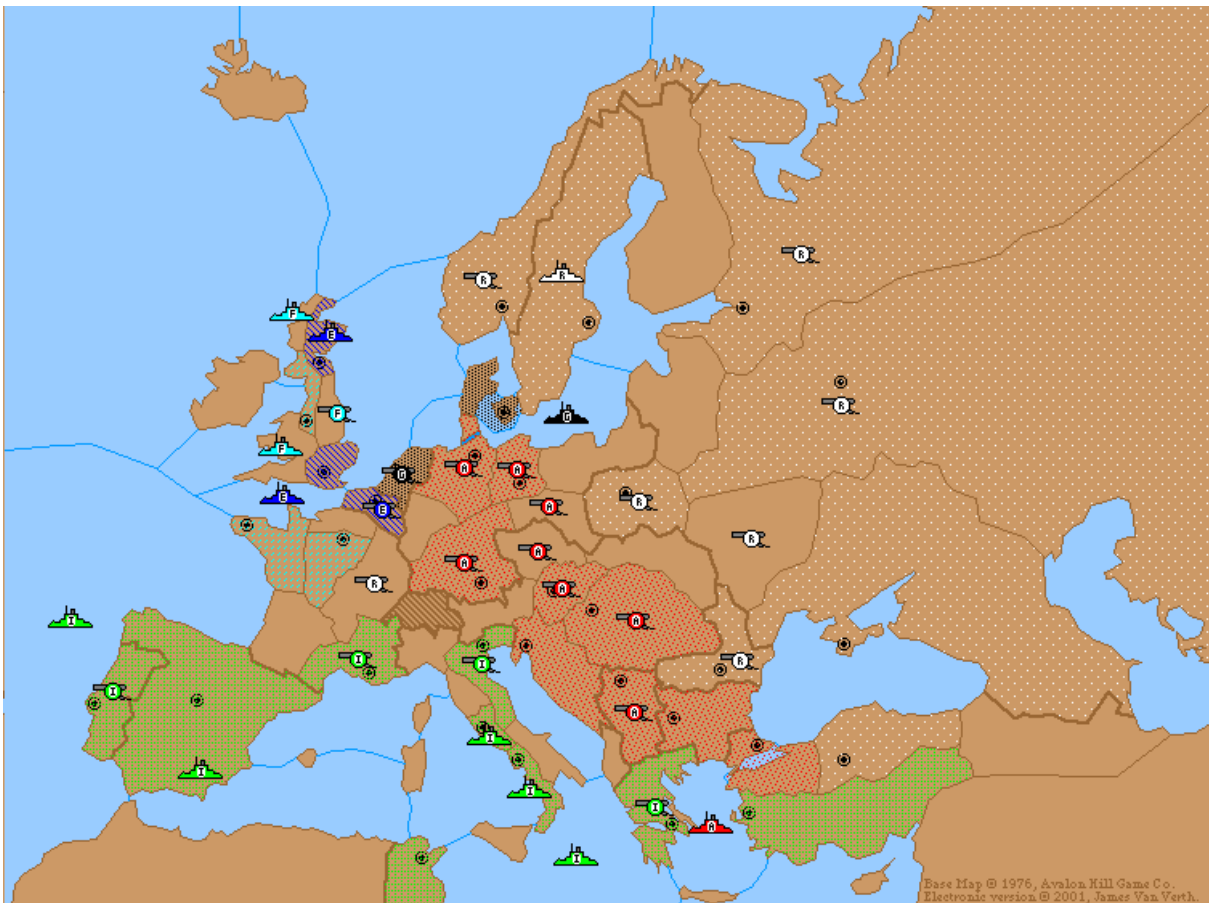 R
R
R
F
E
R
F
G
F
A
A
G
E
R
A
E
R
A
A
R
A
I
A
I
R
I
I
A
I
I
I
I
A
I
Base Map © 1976, Avalon Hill Game Co.
Electronic version © 2001, James Van Verth.